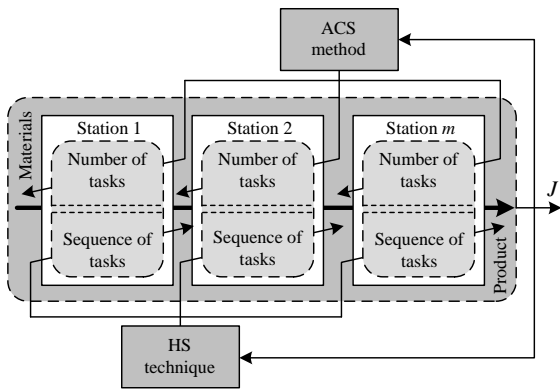 ACS
method
Materials
Station 1
Station 2
Station m
Number of
tasks
Number of
tasks
Number of
tasks
J
Sequence of
tasks
Sequence of
tasks
Sequence of
tasks
Product
HS
technique